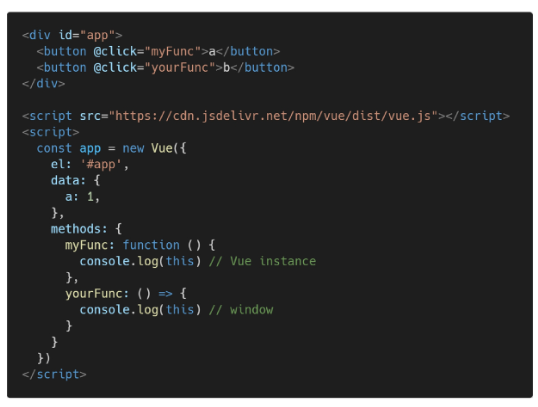 <div id="app">
  <button @click="myFunc">a</button>
  <button @click="yourFunc">b</button>
</div>

<script src="https://cdn.jsdelivr.net/npm/vue/dist/vue.js"></script>
<script>
  const app = new Vue({
    el: '#app',
    data: {
      a: 1,
    },
    methods: {
      myFunc: function () {
        console.log(this) // Vue instance
      },
      yourFunc: () => {
        console.log(this) // window
      }
    }
  })
</script>